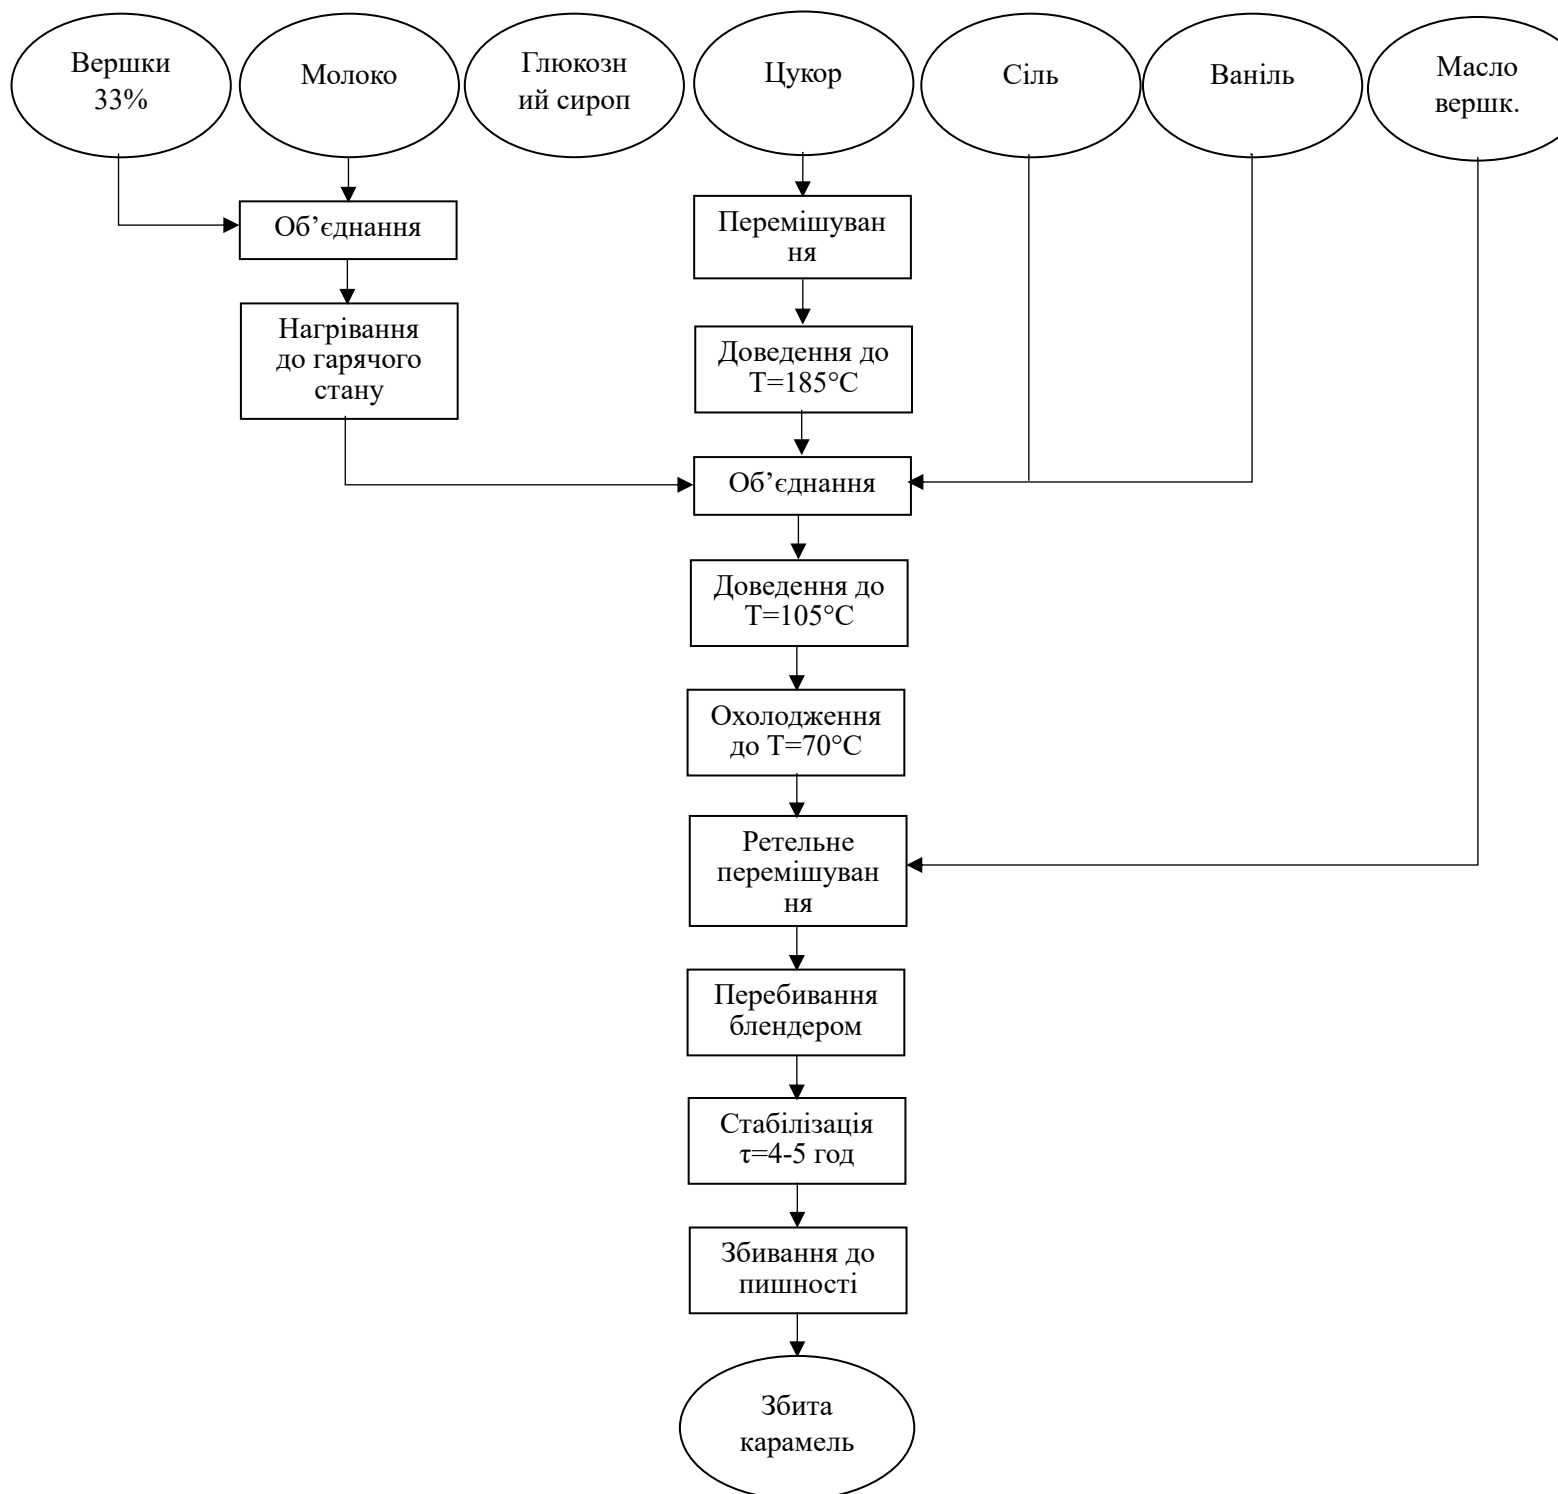 Вершки
33%
Молоко
Глюкозн
ий сироп
Цукор
Сіль
Ваніль
Масло
вершк.
Об’єднання
Перемішуван
ня
Нагрівання
до гарячого
стану
Доведення до
Т=185°С
Об’єднання
Доведення до
Т=105°С
Охолодження
до Т=70°С
Ретельне
перемішуван
ня
Перебивання
блендером
Стабілізація
τ=4-5 год
Збивання до
пишності
Збита
карамель